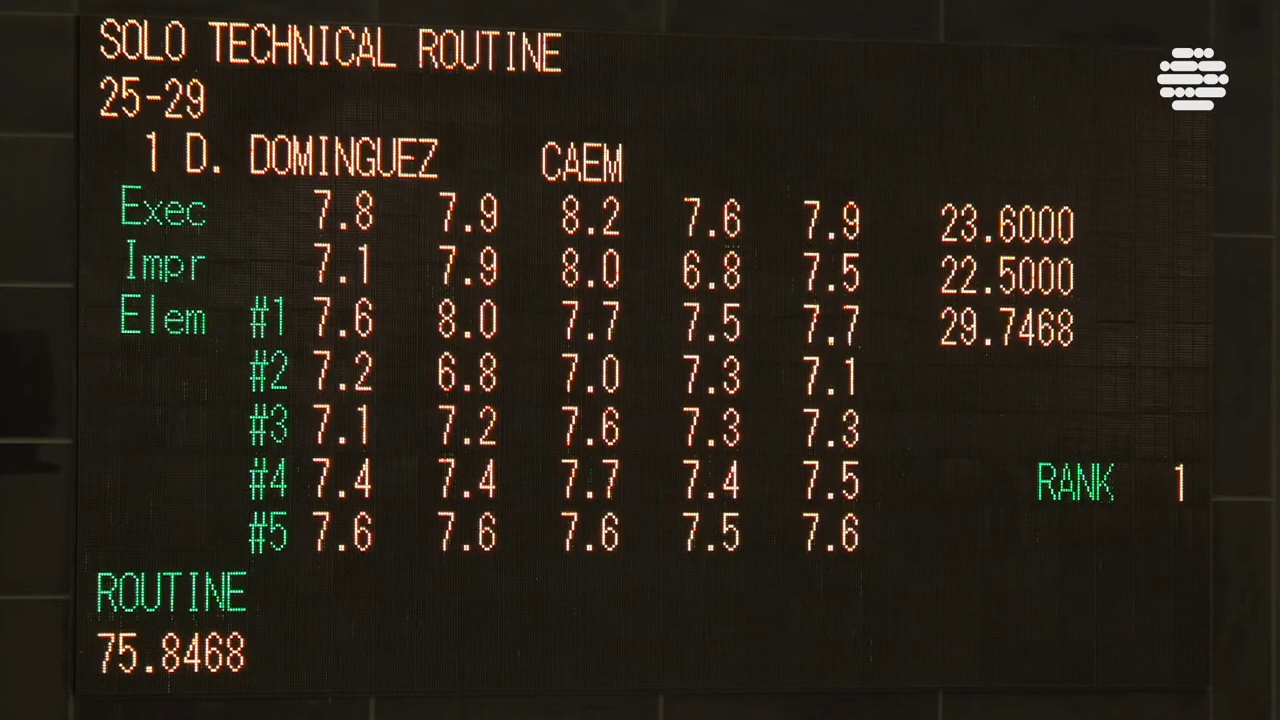 SOLO TECHNICAL ROUTINE
25-29
1 D. DOMINGUEZ CAEM
Exec 7.8 7.9 8.2 7.6 7.9 23.6000
Impr 7.1 7.9 8.0 6.8 7.5 22.5000
Elem #1 7.6 8.0 7.7 7.5 7.7 29.7468
#2 7.2 6.8 7.0 7.3 7.1
#3 7.1 7.2 7.6 7.3 7.3
#4 7.4 7.4 7.7 7.4 7.5 RANK 1
#5 7.6 7.6 7.6 7.5 7.6
ROUTINE
75.8468